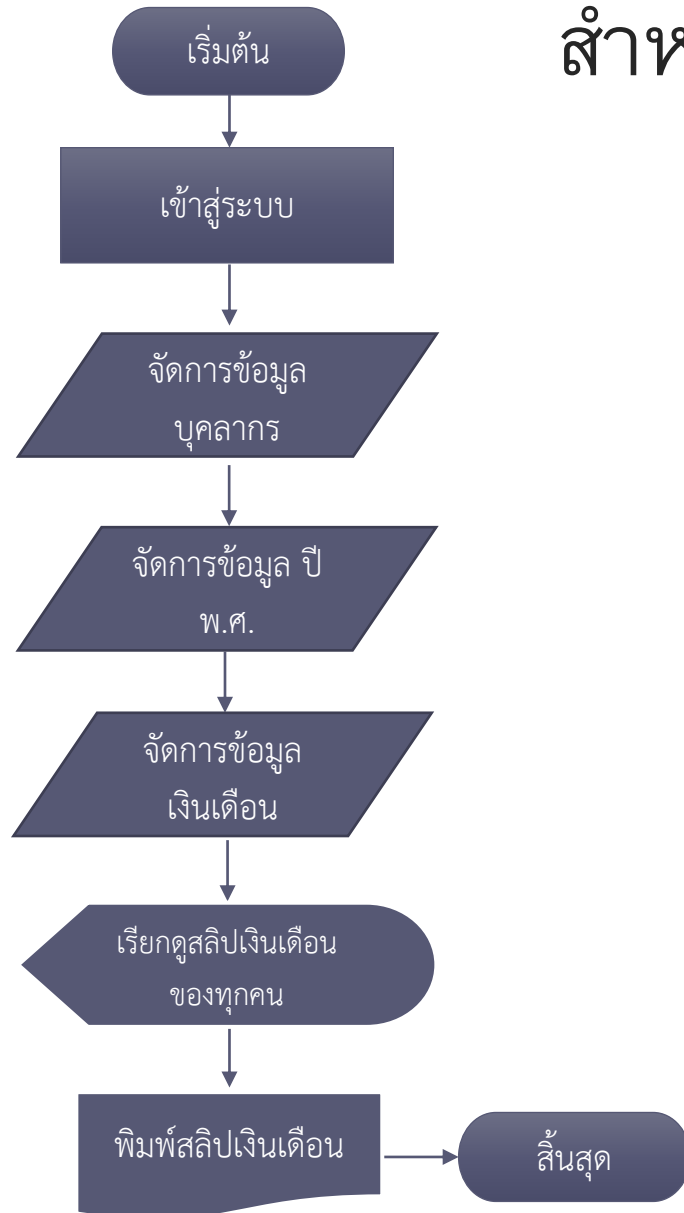 เริ่มต้น
เข้าสู่ระบบ
จัดการข้อมูล
บุคลากร
จัดการข้อมูล ปี
พ.ศ.
จัดการข้อมูล
เงินเดือน
เรียกดูสลิปเงินเดือน
ของทุกคน
พิมพ์สลิปเงินเดือน
สิ้นสุด